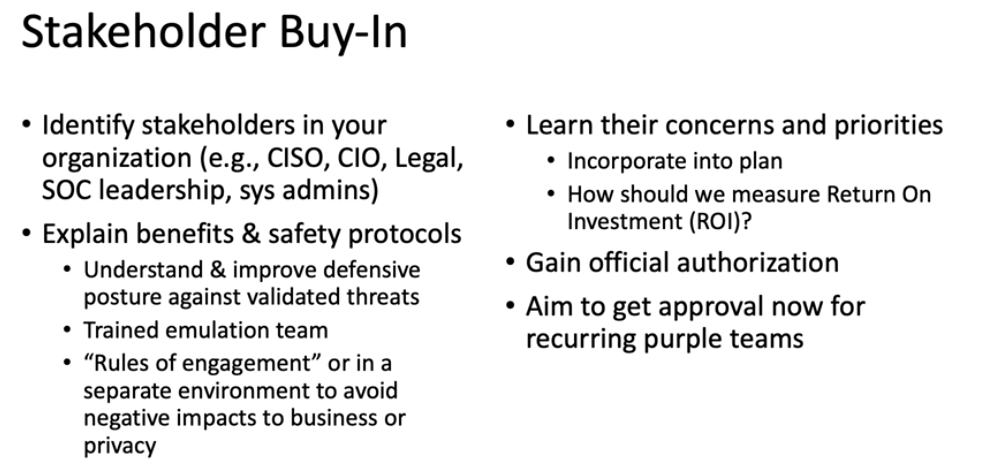 Stakeholder Buy-In
• Identify stakeholders in your
organization (e.g., CISO, CIO, Legal,
SOC leadership, sys admins)
• Explain benefits & safety protocols
• Understand & improve defensive
posture against validated threats
• Trained emulation team
• “Rules of engagement” or in a
separate environment to avoid
negative impacts to business or
privacy
• Learn their concerns and priorities
• Incorporate into plan
• How should we measure Return On
Investment (ROI)?
• Gain official authorization
• Aim to get approval now for
recurring purple teams